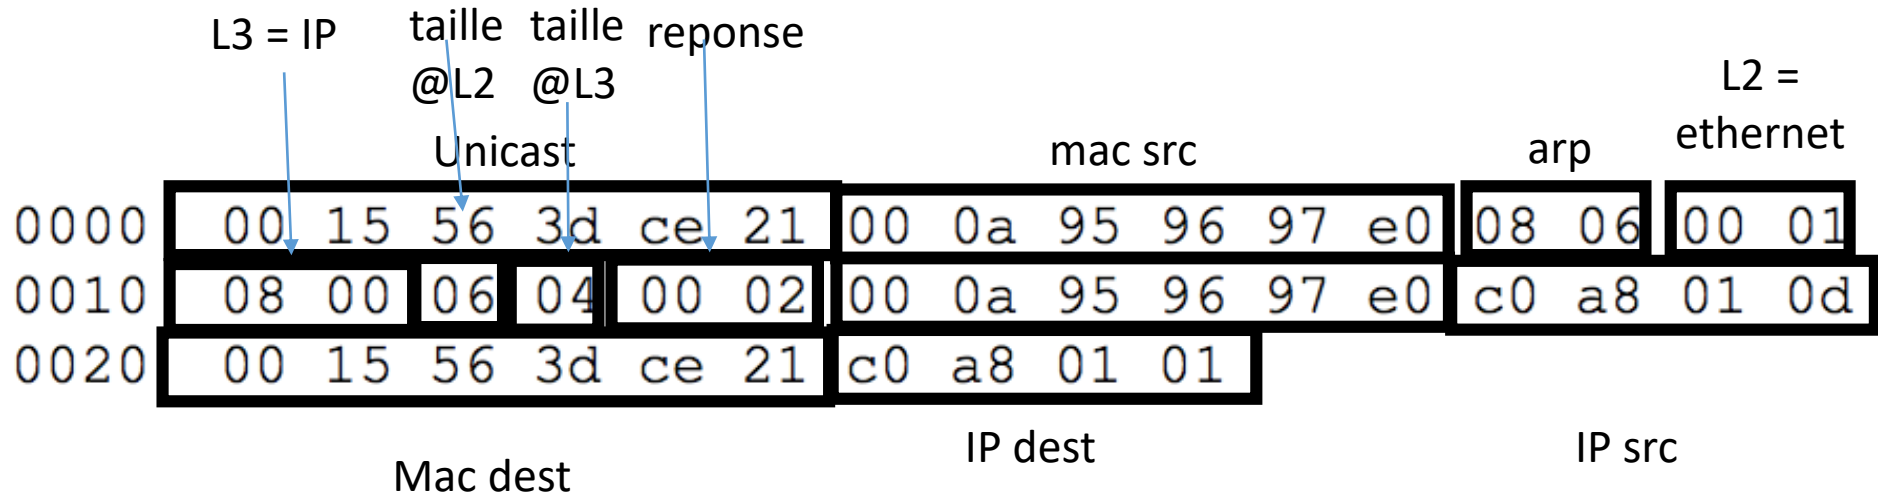 L3 = IP
taille
@L2
taille
@L3
reponse
L2 =
ethernet
Unicast
mac src
arp
0000 00 15 56 3d ce 21 00 0a 95 96 97 e0 08 06 00 01
0010 08 00 06 04 00 02 00 0a 95 96 97 e0 c0 a8 01 0d
0020 00 15 56 3d ce 21 c0 a8 01 01
Mac dest
IP dest
IP src